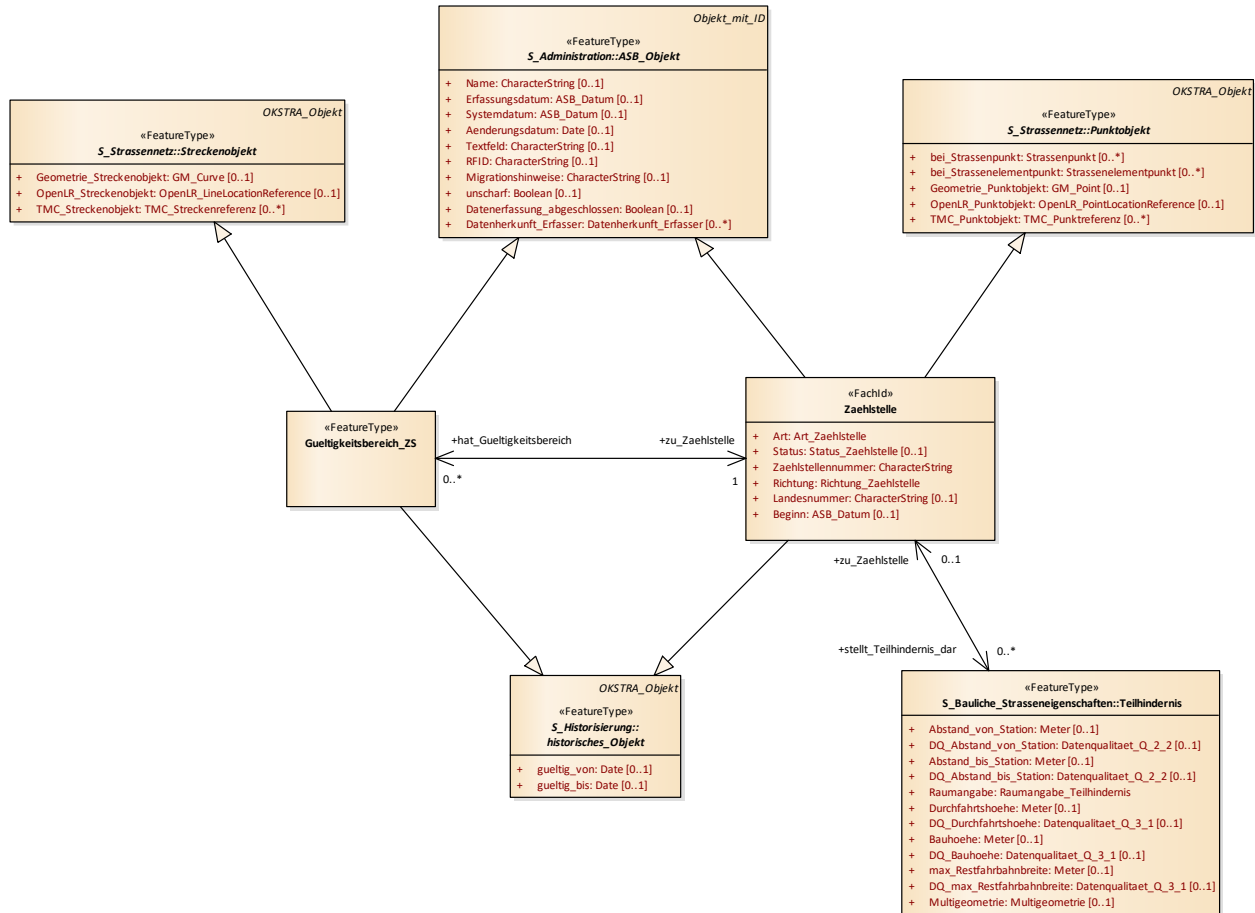 Objekt_mit_ID
«FeatureType»
S_Administration::ASB_Objekt
+ Name: CharacterString [0..1]
+ Erfassungsdatum: ASB_Datum [0..1]
+ Systemdatum: ASB_Datum [0..1]
+ Aenderungsdatum: Date [0..1]
+ Textfeld: CharacterString [0..1]
+ RFID: CharacterString [0..1]
+ Migrationshinweise: CharacterString [0..1]
+ unscharf: Boolean [0..1]
+ Datenerfassung_abgeschlossen: Boolean [0..1]
+ Datenherkunft_Erfasser: Datenherkunft_Erfasser [0..*]
OKSTRA_Objekt
«FeatureType»
S_Strassennetz::Streckenobjekt
+ Geometrie_Streckenobjekt: GM_Curve [0..1]
+ OpenLR_Streckenobjekt: OpenLR_LineLocationReference [0..1]
+ TMC_Streckenobjekt: TMC_Streckenreferenz [0..*]
OKSTRA_Objekt
«FeatureType»
S_Strassennetz::Punktobjekt
+ bei_Strassenpunkt: Strassenpunkt [0..*]
+ bei_Strassenelementpunkt: Strassenelementpunkt [0..*]
+ Geometrie_Punktobjekt: GM_Point [0..1]
+ OpenLR_Punktobjekt: OpenLR_PointLocationReference [0..1]
+ TMC_Punktobjekt: TMC_Punktreferenz [0..*]
«FeatureType»
Gueltigkeitsbereich_ZS
+hat_Gueltigkeitsbereich
0..*
+zu_Zaehlstelle
1
«FachId»
Zaehlstelle
+ Art: Art_Zaehlstelle
+ Status: Status_Zaehlstelle [0..1]
+ Zaehlstellennummer: CharacterString
+ Richtung: Richtung_Zaehlstelle
+ Landesnummer: CharacterString [0..1]
+ Beginn: ASB_Datum [0..1]
+zu_Zaehlstelle
0..1
+stellt_Teilhindernis_dar
0..*
OKSTRA_Objekt
«FeatureType»
S_Historisierung::
historisches_Objekt
+ gueltig_von: Date [0..1]
+ gueltig_bis: Date [0..1]
«FeatureType»
S_Bauliche_Strasseneigenschaften::Teilhindernis
+ Abstand_von_Station: Meter [0..1]
+ DQ_Abstand_von_Station: Datenqualitaet_Q_2_2 [0..1]
+ Abstand_bis_Station: Meter [0..1]
+ DQ_Abstand_bis_Station: Datenqualitaet_Q_2_2 [0..1]
+ Raumangabe: Raumangabe_Teilhindernis
+ Durchfahrtshoehe: Meter [0..1]
+ DQ_Durchfahrtshoehe: Datenqualitaet_Q_3_1 [0..1]
+ Bauhoehe: Meter [0..1]
+ DQ_Bauhoehe: Datenqualitaet_Q_3_1 [0..1]
+ max_Restfahrbahnbreite: Meter [0..1]
+ DQ_max_Restfahrbahnbreite: Datenqualitaet_Q_3_1 [0..1]
+ Multigeometrie: Multigeometrie [0..1]